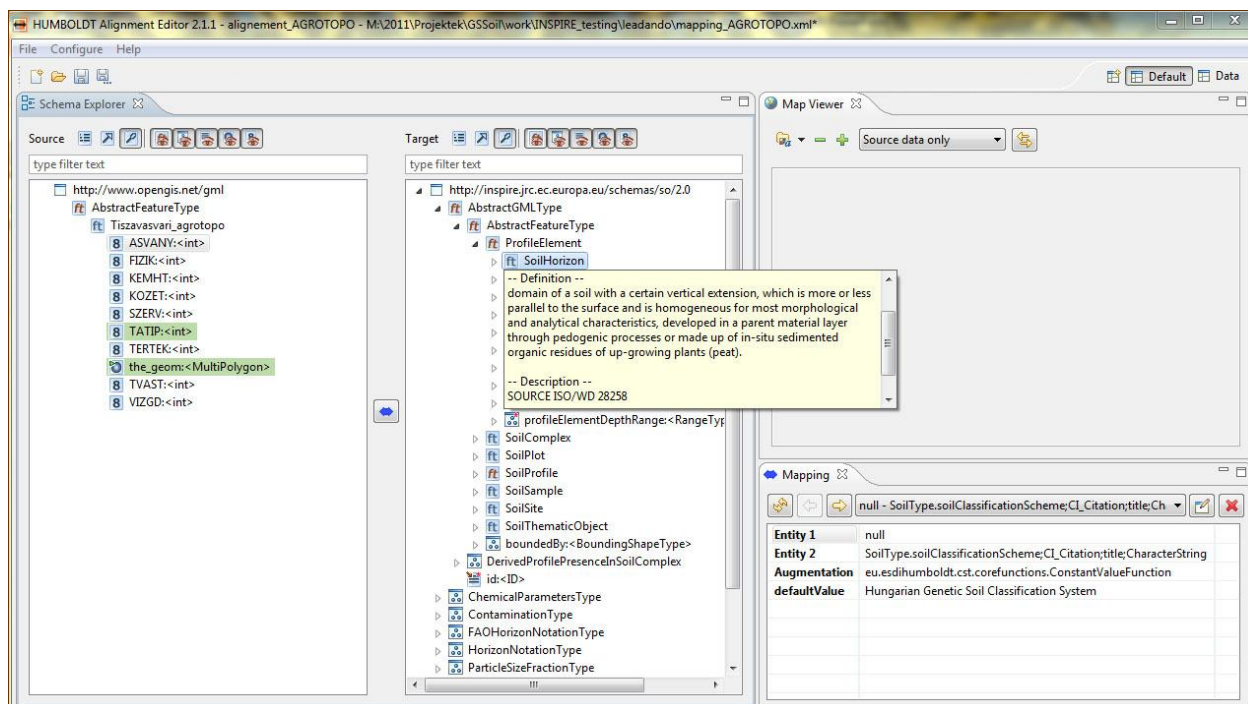 HUMBOLDT Alignment Editor 2.1.1 - alignement_AGROTOPO - M:\2011\Projektek\GSSoil\work\INSPIRE_testing\leadando\mapping_AGROTOPO.xml*
File Configure Help
Default Data
Schema Explorer
Source
type filter text
http://www.opengis.net/gml
AbstractFeatureType
Tiszavasvari_agrotopo
ASVANY:<int>
FIZIK:<int>
KEMHT:<int>
KOZET:<int>
SZERV:<int>
TATIP:<int>
TERTEK:<int>
the_geom:<MultiPolygon>
TVAST:<int>
VIZGD:<int>
Target
type filter text
http://inspire.jrc.ec.europa.eu/schemas/so/2.0
AbstractGMLType
AbstractFeatureType
ProfileElement
SoilHorizon
-- Definition --
domain of a soil with a certain vertical extension, which is more or less
parallel to the surface and is homogeneous for most morphological
and analytical characteristics, developed in a parent material layer
through pedogenic processes or made up of in-situ sedimented
organic residues of up-growing plants (peat).
-- Description --
SOURCE ISO/WD 28258
profileElementDepthRange:<RangeTyp
SoilComplex
SoilPlot
SoilProfile
SoilSample
SoilSite
SoilThematicObject
boundedBy:<BoundingShapeType>
DerivedProfilePresenceInSoilComplex
id:<ID>
ChemicalParametersType
ContaminationType
FAOHorizonNotationType
HorizonNotationType
ParticleSizeFractionType
Map Viewer
Source data only
Mapping
null - SoilType.soilClassificationScheme;CI_Citation;title;Ch
Entity 1 null
Entity 2 SoilType.soilClassificationScheme;CI_Citation;title;CharacterString
Augmentation eu.esdihumboldt.cst.corefunctions.ConstantValueFunction
defaultValue Hungarian Genetic Soil Classification System